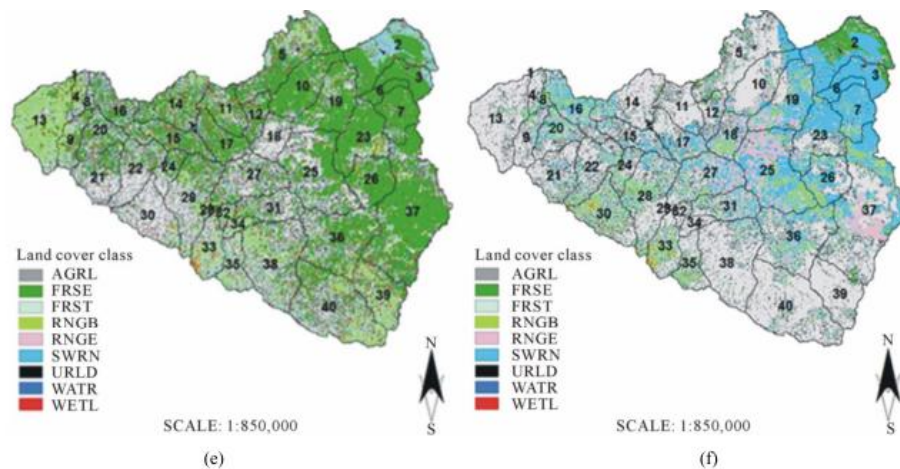 5
2
3
10
19
6
7
1
4
8
16
14
11
12
13
9
20
15
17
18
23
21
22
24
27
25
26
30
28
29
32
31
34
37
33
35
38
36
39
40
Land cover class
AGRL
FRSE
FRST
RNGB
RNGE
SWRN
URLD
WATR
WETL
SCALE: 1:850,000
N
S
(e)
5
2
3
10
19
6
7
1
4
8
16
14
11
12
13
9
20
15
17
18
23
21
22
24
27
25
26
30
28
29
32
31
34
37
33
35
38
36
39
40
Land cover class
AGRL
FRSE
FRST
RNGB
RNGE
SWRN
URLD
WATR
WETL
SCALE: 1:850,000
N
S
(f)